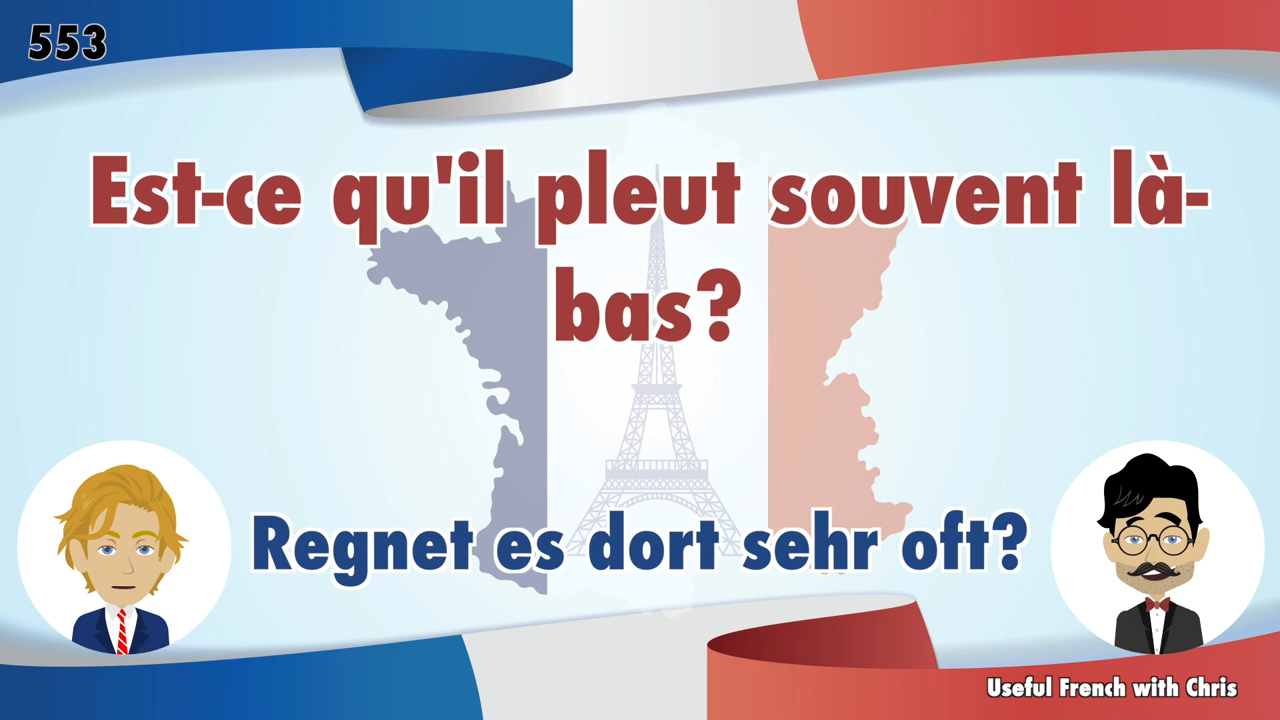 553
Est-ce qu'il pleut souvent là-
bas?
Regnet es dort sehr oft?
Useful French with Chris